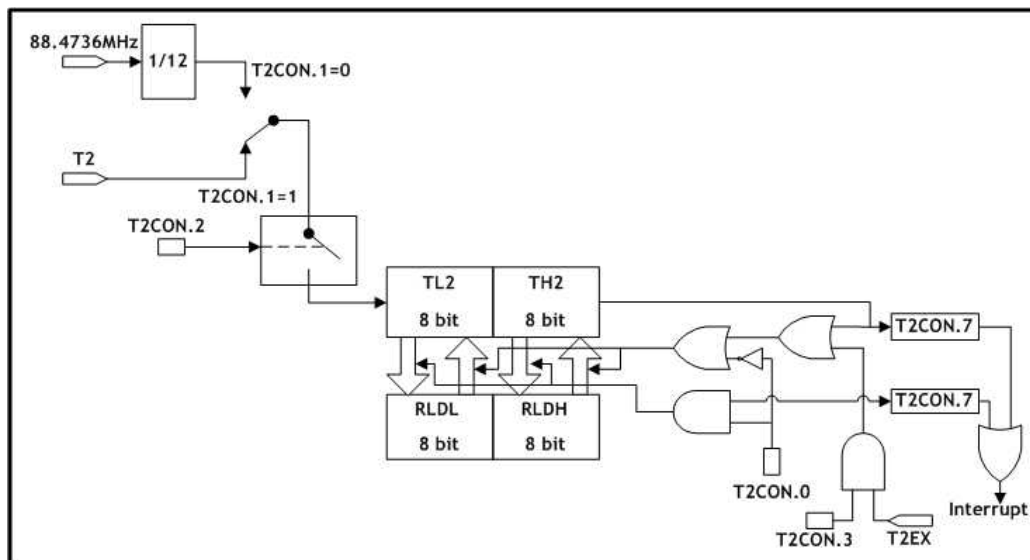 88.4736MHz
1/12
T2CON.1=0
T2
T2CON.1=1
T2CON.2
TL2
TH2
8 bit
8 bit
T2CON.7
RLDL
RLDH
T2CON.7
8 bit
8 bit
T2CON.0
Interrupt
T2CON.3
T2EX